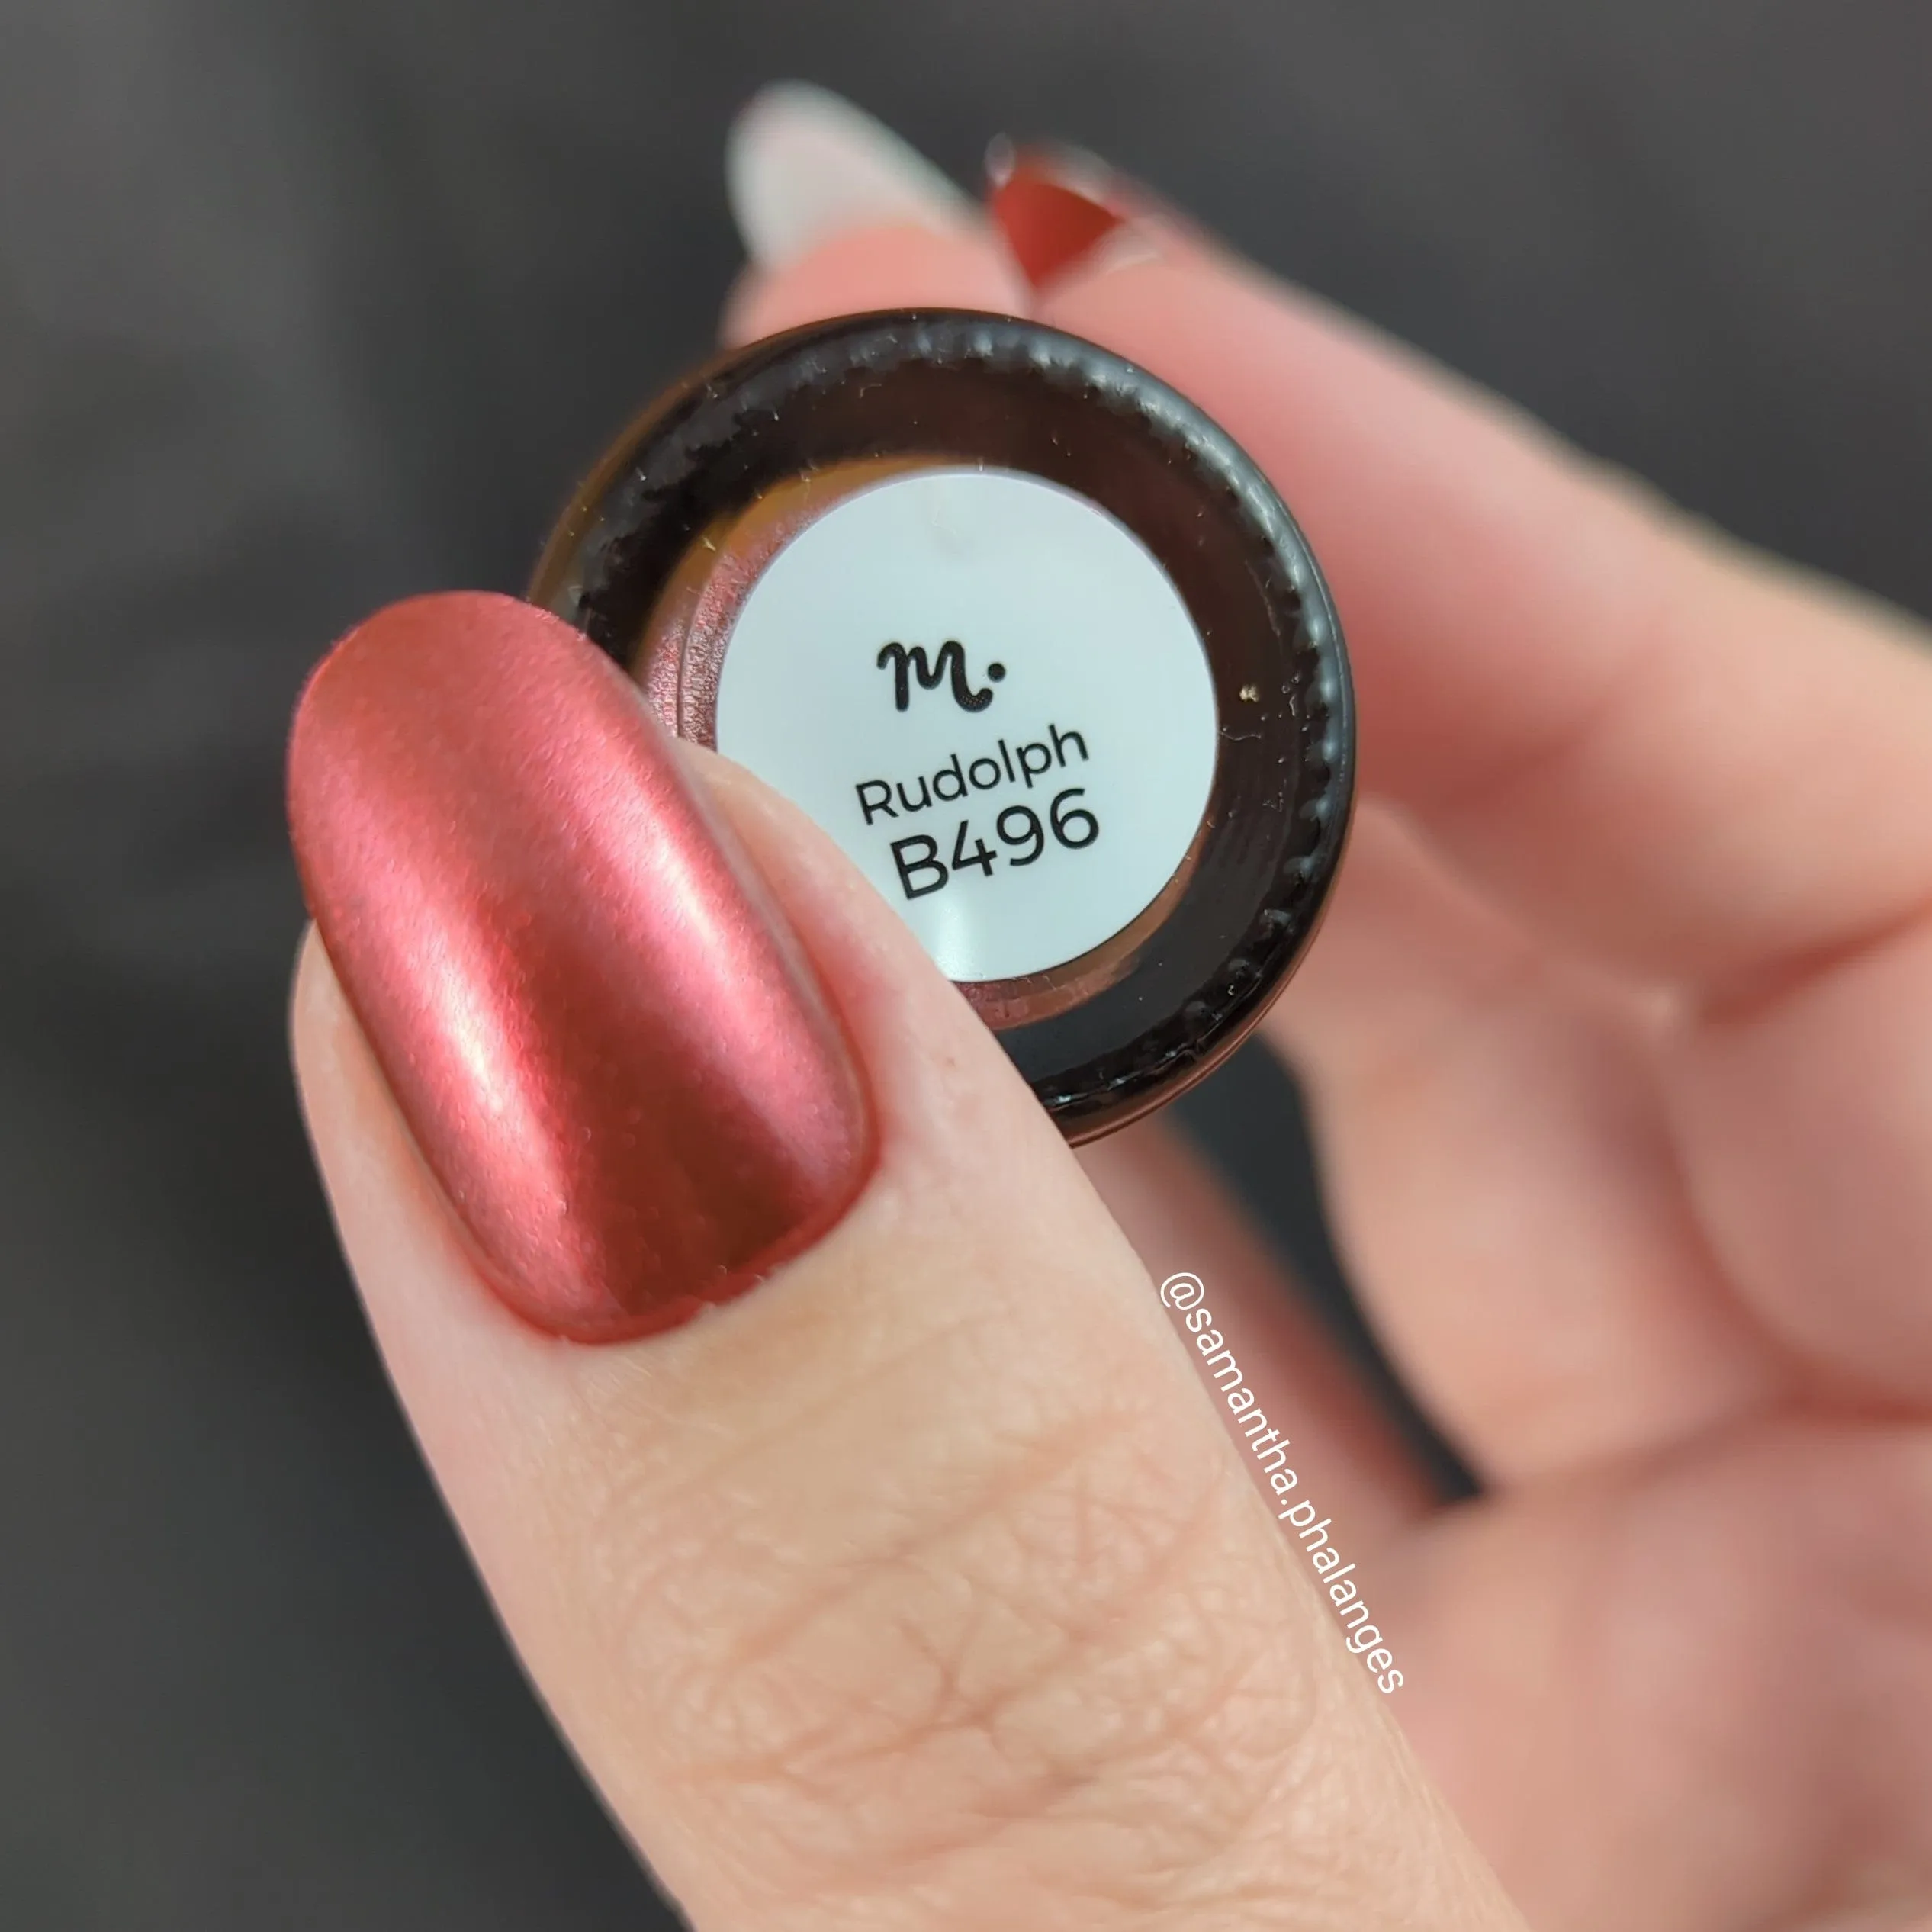 m.
Rudolph
B496
@samantha.phalanges